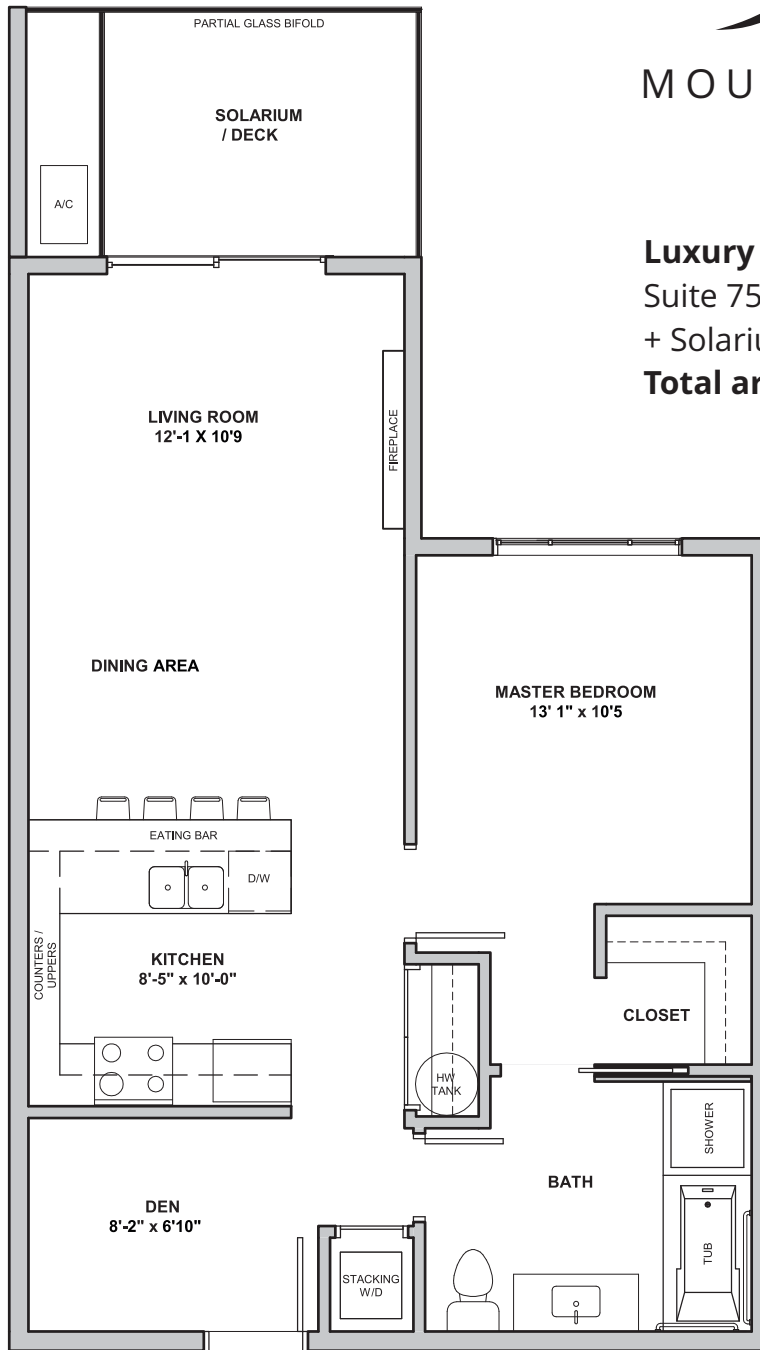 PARTIAL GLASS BIFOLD
SOLARIUM
/ DECK
A/C
MOU
Luxury
Suite 75
+ Solariu
Total ar
LIVING ROOM
12'-1 X 10'9
FIREPLACE
DINING AREA
MASTER BEDROOM
13' 1" x 10'5
EATING BAR
D/W
COUNTERS /
UPPERS
KITCHEN
8'-5" x 10'-0"
CLOSET
HW
TANK
SHOWER
BATH
DEN
8'-2" x 6'10"
TUB
STACKING
W/D